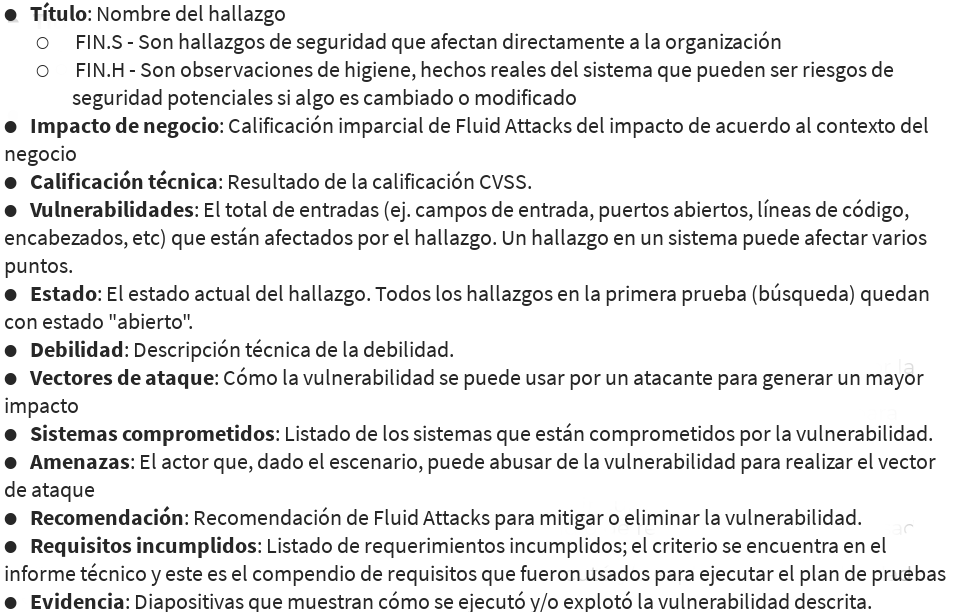 ● Título: Nombre del hallazgo
○ FIN.S - Son hallazgos de seguridad que afectan directamente a la organización
○ FIN.H - Son observaciones de higiene, hechos reales del sistema que pueden ser riesgos de
seguridad potenciales si algo es cambiado o modificado
● Impacto de negocio: Calificación imparcial de Fluid Attacks del impacto de acuerdo al contexto del
negocio
● Calificación técnica: Resultado de la calificación CVSS.
● Vulnerabilidades: El total de entradas (ej. campos de entrada, puertos abiertos, líneas de código,
encabezados, etc) que están afectados por el hallazgo. Un hallazgo en un sistema puede afectar varios
puntos.
● Estado: El estado actual del hallazgo. Todos los hallazgos en la primera prueba (búsqueda) quedan
con estado "abierto".
● Debilidad: Descripción técnica de la debilidad.
● Vectores de ataque: Cómo la vulnerabilidad se puede usar por un atacante para generar un mayor
impacto
● Sistemas comprometidos: Listado de los sistemas que están comprometidos por la vulnerabilidad.
● Amenazas: El actor que, dado el escenario, puede abusar de la vulnerabilidad para realizar el vector
de ataque
● Recomendación: Recomendación de Fluid Attacks para mitigar o eliminar la vulnerabilidad.
● Requisitos incumplidos: Listado de requerimientos incumplidos; el criterio se encuentra en el
informe técnico y este es el compendio de requisitos que fueron usados para ejecutar el plan de pruebas
● Evidencia: Diapositivas que muestran cómo se ejecutó y/o explotó la vulnerabilidad descrita.